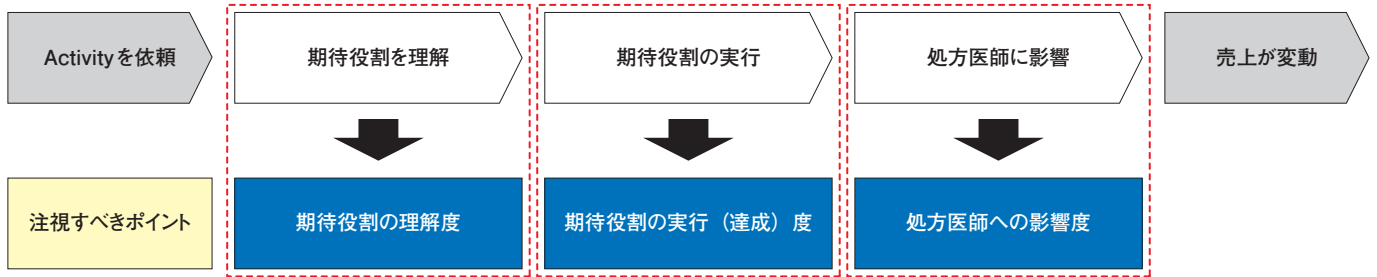 Activityを依頼
期待役割を理解
期待役割の実行
処方医師に影響
売上が変動
注視すべきポイント
期待役割の理解度
期待役割の実行（達成）度
処方医師への影響度